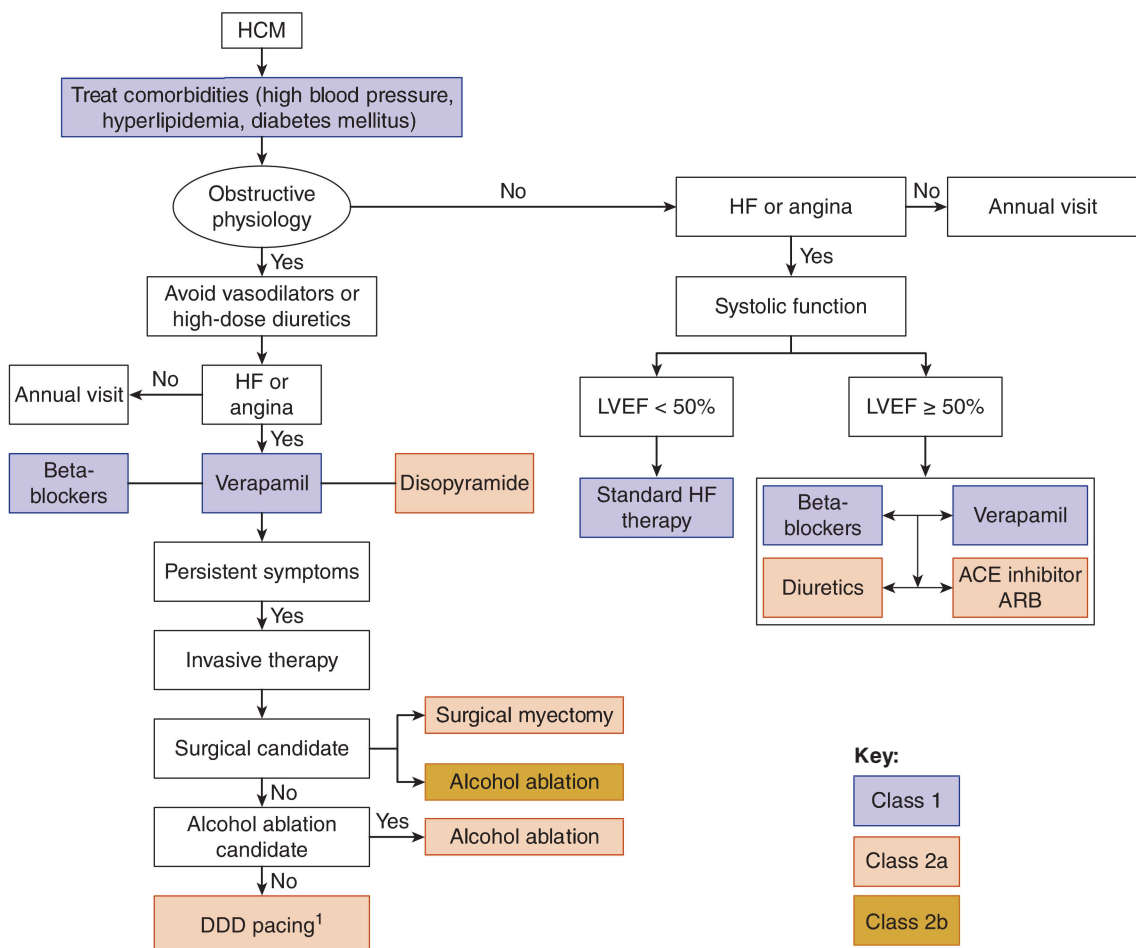 HCM
Treat comorbidities (high blood pressure,
hyperlipidemia, diabetes mellitus)
Obstructive
physiology
No
HF or angina
No
Annual visit
Yes
Avoid vasodilators or
high-dose diuretics
Yes
Systolic function
Annual visit
No
HF or
angina
LVEF < 50%
LVEF ≥ 50%
Yes
Beta-
blockers
Verapamil
Disopyramide
Standard HF
therapy
Beta-
blockers
Verapamil
Diuretics
ACE inhibitor
ARB
Persistent symptoms
Yes
Invasive therapy
Surgical candidate
Surgical myectomy
Alcohol ablation
No
Alcohol ablation
candidate
Yes
Alcohol ablation
No
DDD pacing¹
Key:
Class 1
Class 2a
Class 2b